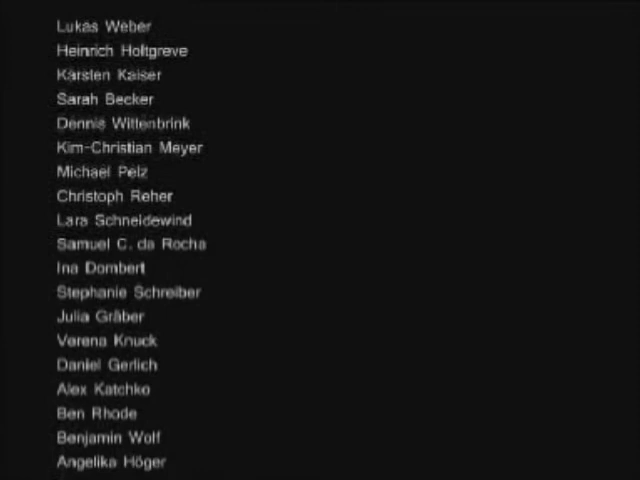 Lukas Weber
Heinrich Holtgreve
Karsten Kaiser
Sarah Becker
Dennis Wittenbrink
Kim-Christian Meyer
Michael Pelz
Christoph Reher
Lara Schneidewind
Samuel C. da Rocha
Ina Dombert
Stephanie Schreiber
Julia Gräber
Verena Knuck
Daniel Gerlich
Alex Katchko
Ben Rhode
Benjamin Wolf
Angelika Höger